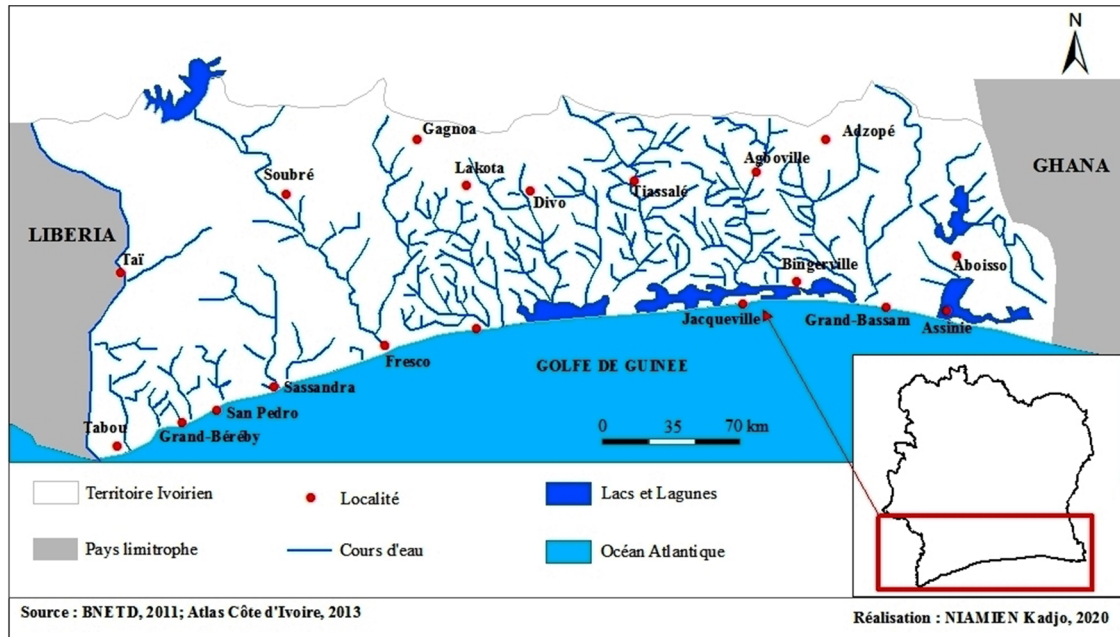 N
Gagnoa
Adzopé
Lakota
Agboville
Soubré
Tiassalé
Divo
GHANA
LIBERIA
Taï
Aboisso
Bingerville
Jacqueville
Grand-Bassam
Assinie
Fresco
GOLFE DE GUINEE
Sassandra
San Pedro
Tabou
Grand-Béréby
0 35 70 km
Territoire Ivoirien
Localité
Lacs et Lagunes
Pays limitrophe
Cours d'eau
Océan Atlantique
Source : BNETD, 2011; Atlas Côte d'Ivoire, 2013
Réalisation : NIAMIEN Kadjo, 2020